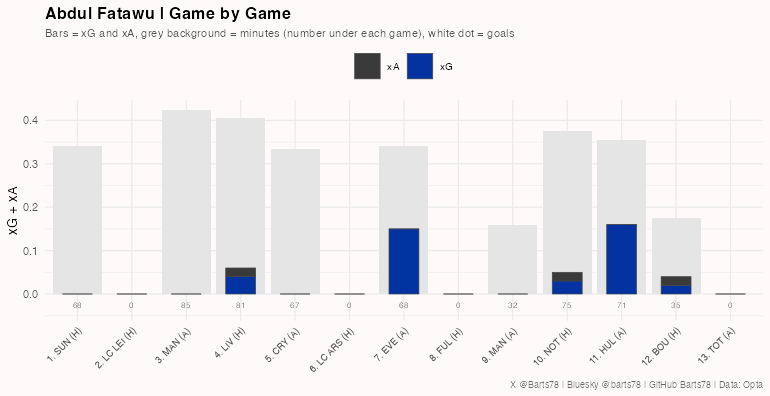 Abdul Fatawu | Game by Game
Bars = xG and xA, grey background = minutes (number under each game), white dot = goals
xA xG
xG + xA
0.4
0.3
0.2
0.1
0.0
68 0 85 81 67 0 68 0 32 75 71 35 0
1. SUN (H)
2. LC LEI (H)
3. MAN (A)
4. LIV (H)
5. CRY (A)
6. LC ARS (H)
7. EVE (A)
8. FUL (H)
9. MAN (A)
10. NOT (H)
11. HUL (A)
12. BOU (H)
13. TOT (A)
X @Barts78 | Bluesky @barts78 | GitHub Barts78 | Data: Opta